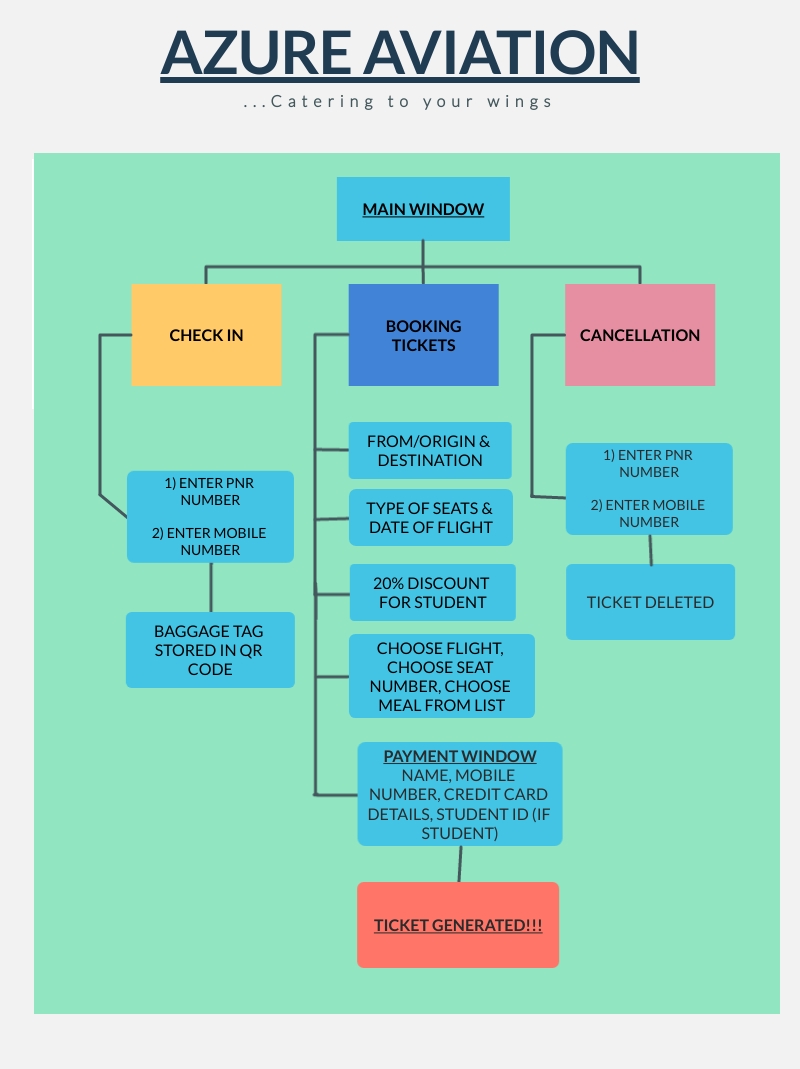 AZURE AVIATION
...Catering to your wings
MAIN WINDOW
CHECK IN
BOOKING
TICKETS
CANCELLATION
1) ENTER PNR
NUMBER
2) ENTER MOBILE
NUMBER
BAGGAGE TAG
STORED IN QR
CODE
FROM/ORIGIN &
DESTINATION
TYPE OF SEATS &
DATE OF FLIGHT
20% DISCOUNT
FOR STUDENT
CHOOSE FLIGHT,
CHOOSE SEAT
NUMBER, CHOOSE
MEAL FROM LIST
PAYMENT WINDOW
NAME, MOBILE
NUMBER, CREDIT CARD
DETAILS, STUDENT ID (IF
STUDENT)
TICKET GENERATED!!!
1) ENTER PNR
NUMBER
2) ENTER MOBILE
NUMBER
TICKET DELETED